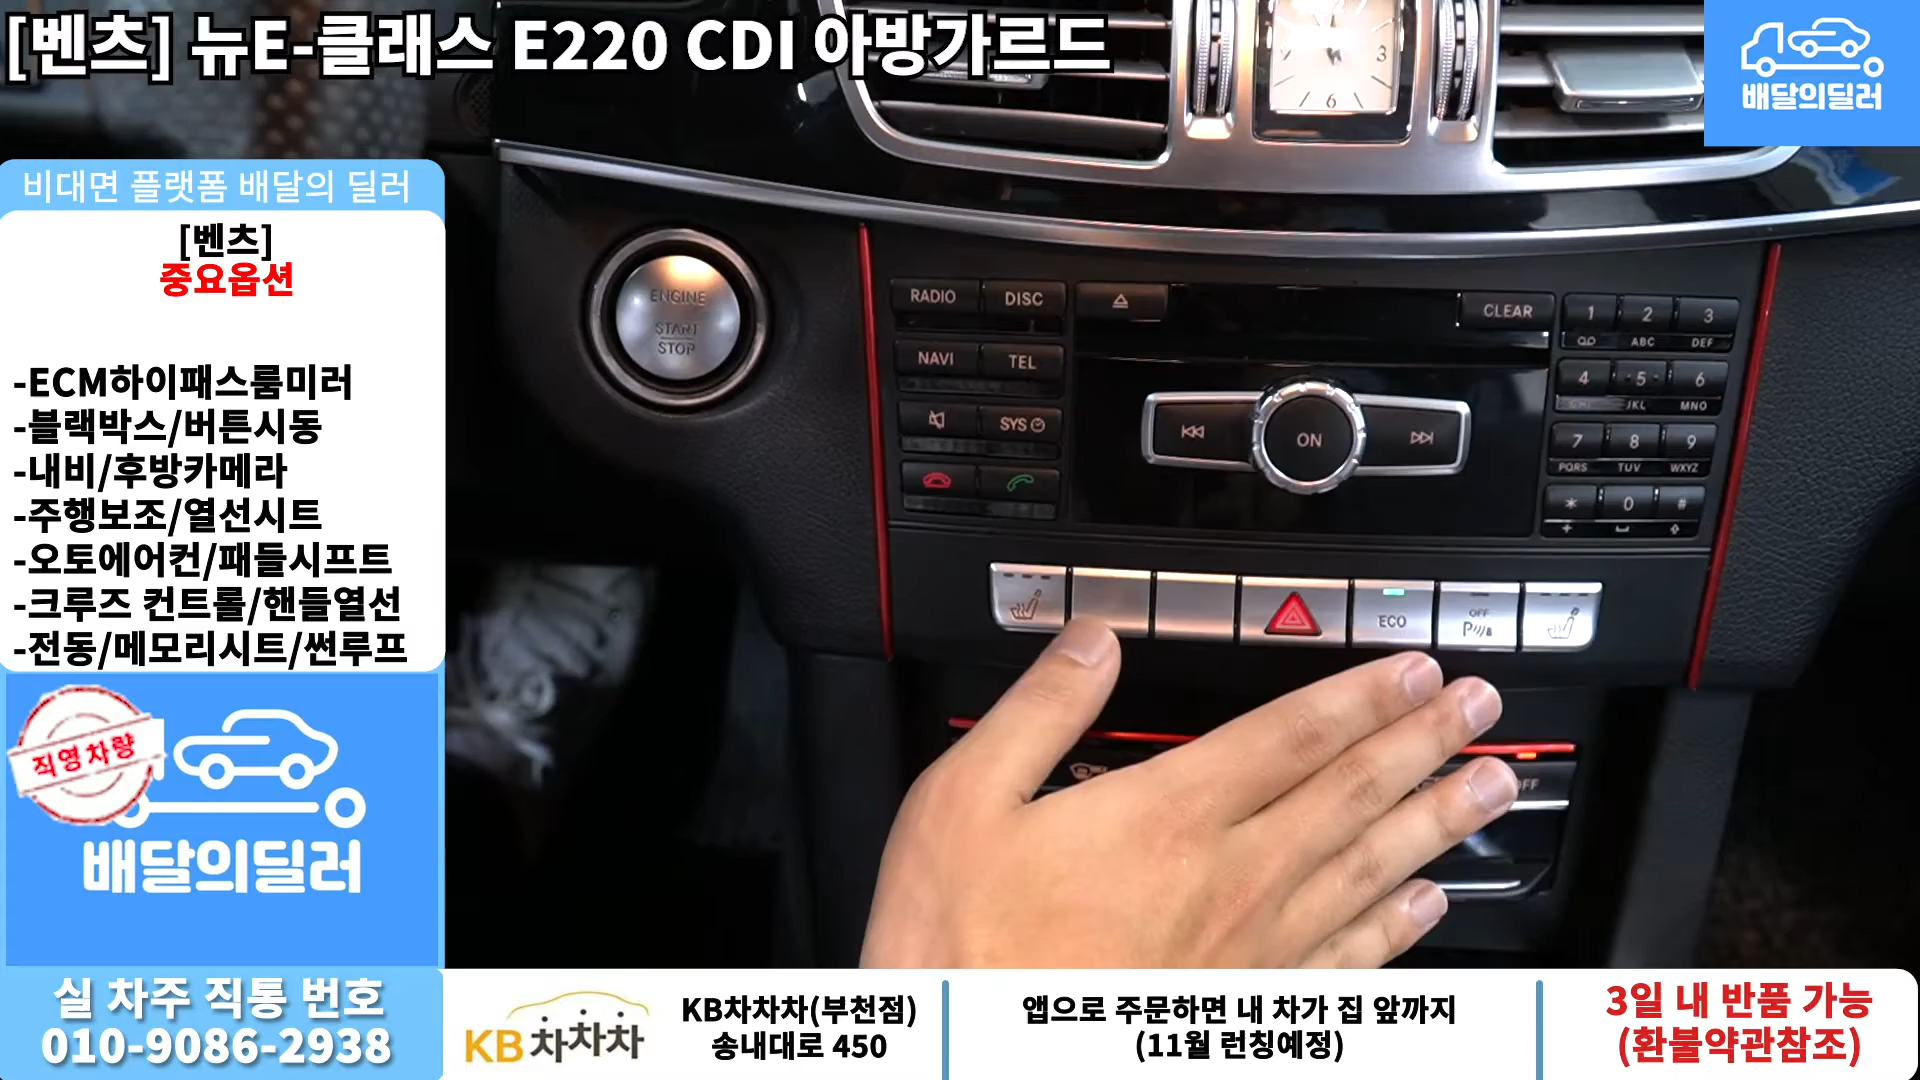 [벤츠] 뉴E-클래스 E220 CDI 아방가르드
배달의딜러
비대면 플랫폼 배달의 딜러
[벤츠]
중요옵션
-ECM하이패스룸미러
-블랙박스/버튼시동
-내비/후방카메라
-주행보조/열선시트
-오토에어컨/패들시프트
-크루즈 컨트롤/핸들열선
-전동/메모리시트/썬루프
직영차량
배달의딜러
실 차주 직통 번호
010-9086-2938
KB차차차
KB차차차(부천점)
송내대로 450
앱으로 주문하면 내 차가 집 앞까지
(11월 런칭예정)
3일 내 반품 가능
(환불약관참조)
3
6
ENGINE
START
STOP
RADIO DISC
NAVI TEL
SYS
CLEAR
ON
1 2 3
ABC DEF
4 5 6
JKL MNO
7 8 9
PQRS TUV WXYZ
* 0 #
+
ECO
OFF
P
OFF